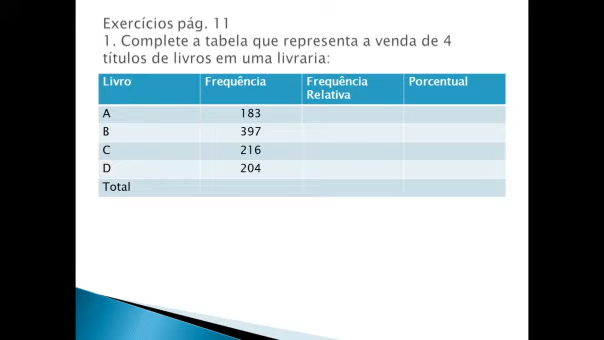 Exercícios pág. 11
1. Complete a tabela que representa a venda de 4
títulos de livros em uma livraria:
Livro Frequência Frequência Relativa Porcentual
A 183
B 397
C 216
D 204
Total